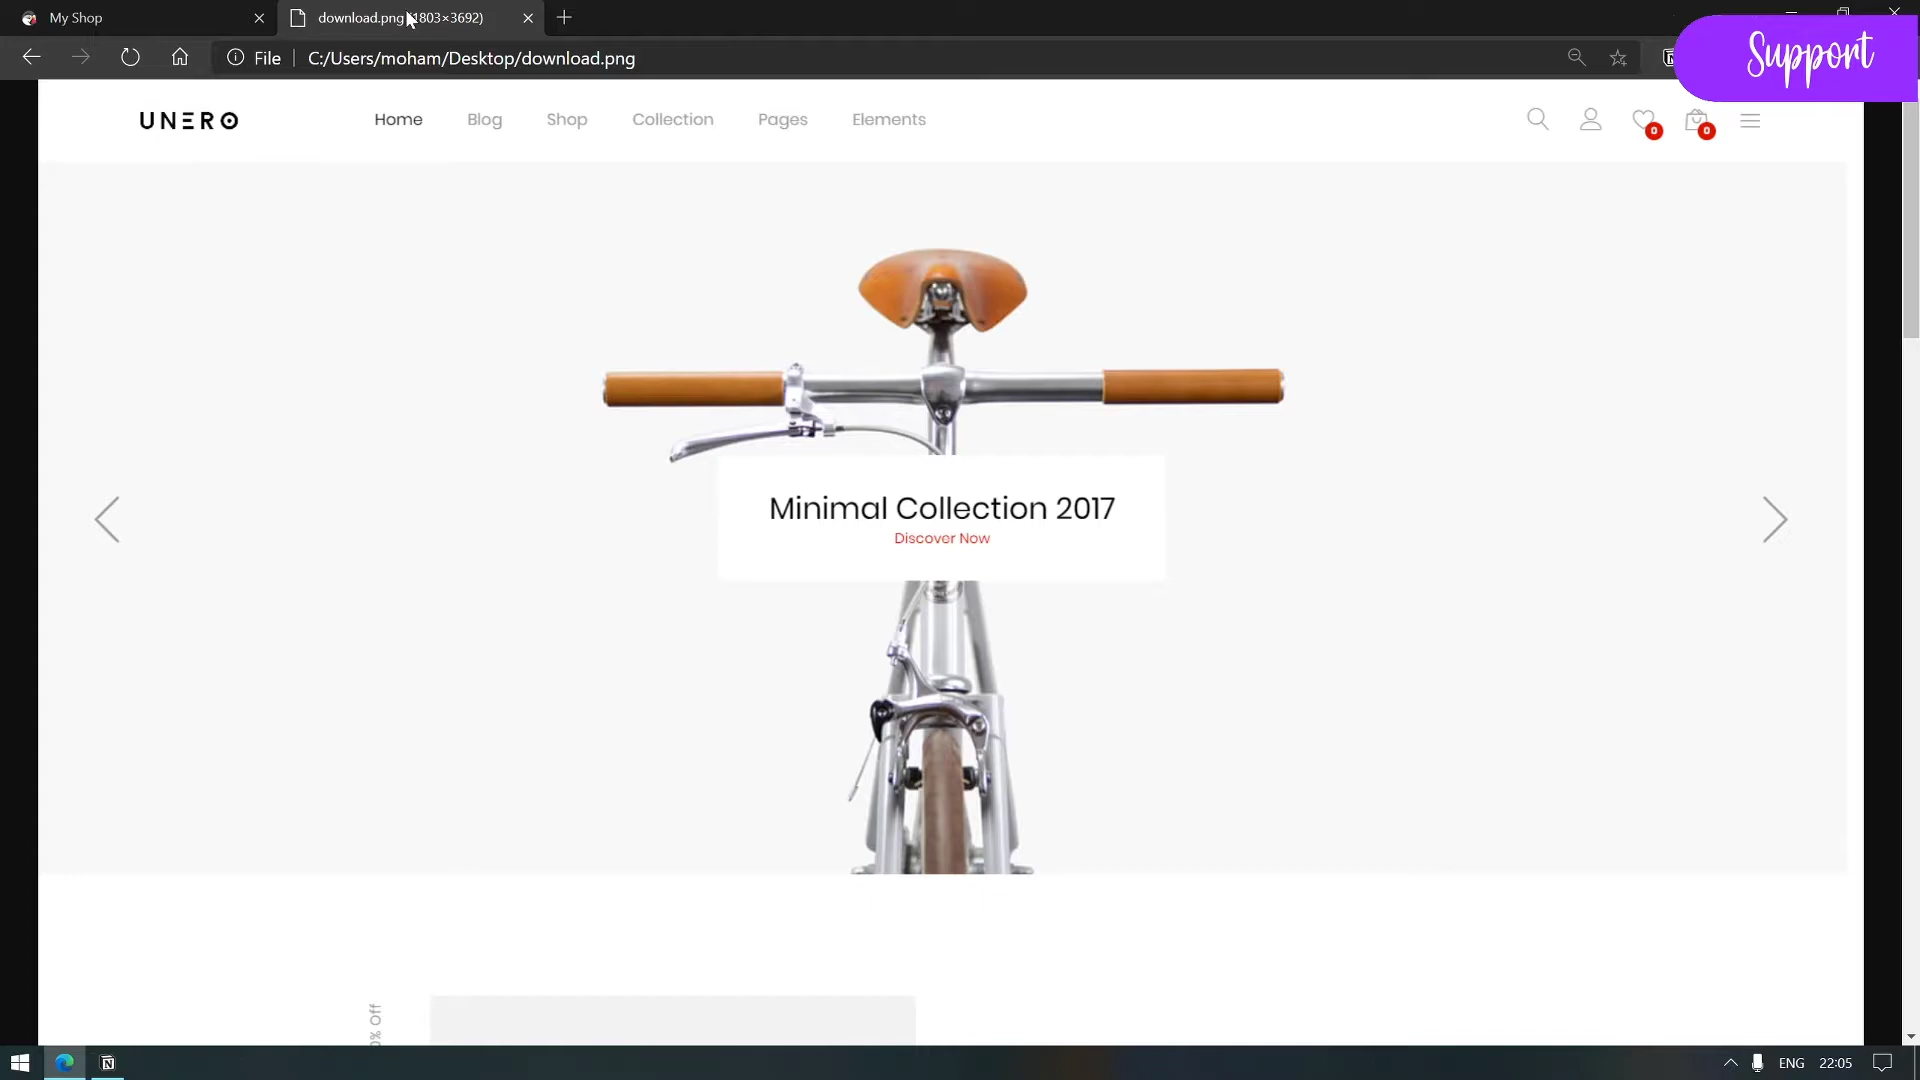 My Shop
download.png (1803×3692)
File
C:/Users/moham/Desktop/download.png
Support
UNERO
Home
Blog
Shop
Collection
Pages
Elements
0
0
Minimal Collection 2017
Discover Now
0% Off
ENG
22:05